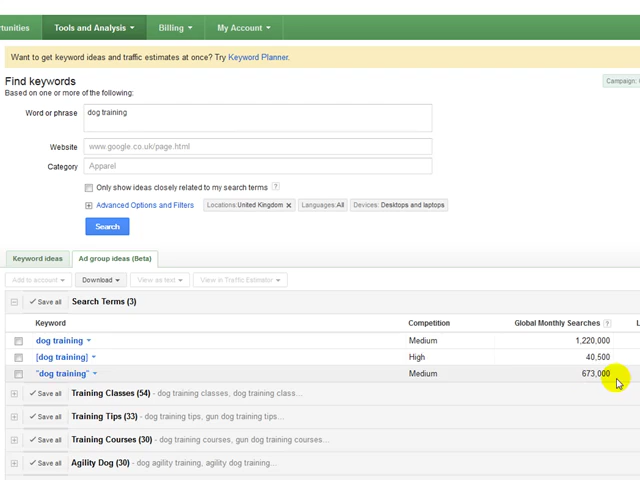 Tools and Analysis Billing My Account
Want to get keyword ideas and traffic estimates at once? Try Keyword Planner.
Find keywords
Based on one or more of the following:
Campaign:
Word or phrase dog training
Website www.google.co.uk/page.html
Category Apparel
Only show ideas closely related to my search terms ?
Advanced Options and Filters Locations: United Kingdom × Languages: All Devices: Desktops and laptops
Search
Keyword ideas Ad group ideas (Beta)
Add to account Download View as text View in Traffic Estimator
Save all Search Terms (3)
Keyword Competition Global Monthly Searches ? L
dog training Medium 1,220,000
[dog training] High 40,500
"dog training" Medium 673,000
Save all Training Classes (54) - dog training classes, dog training class...
Save all Training Tips (33) - dog training tips, gun dog training tips...
Save all Training Courses (30) - dog training courses, gun dog training courses...
Save all Agility Dog (30) - dog agility training, agility dog training...